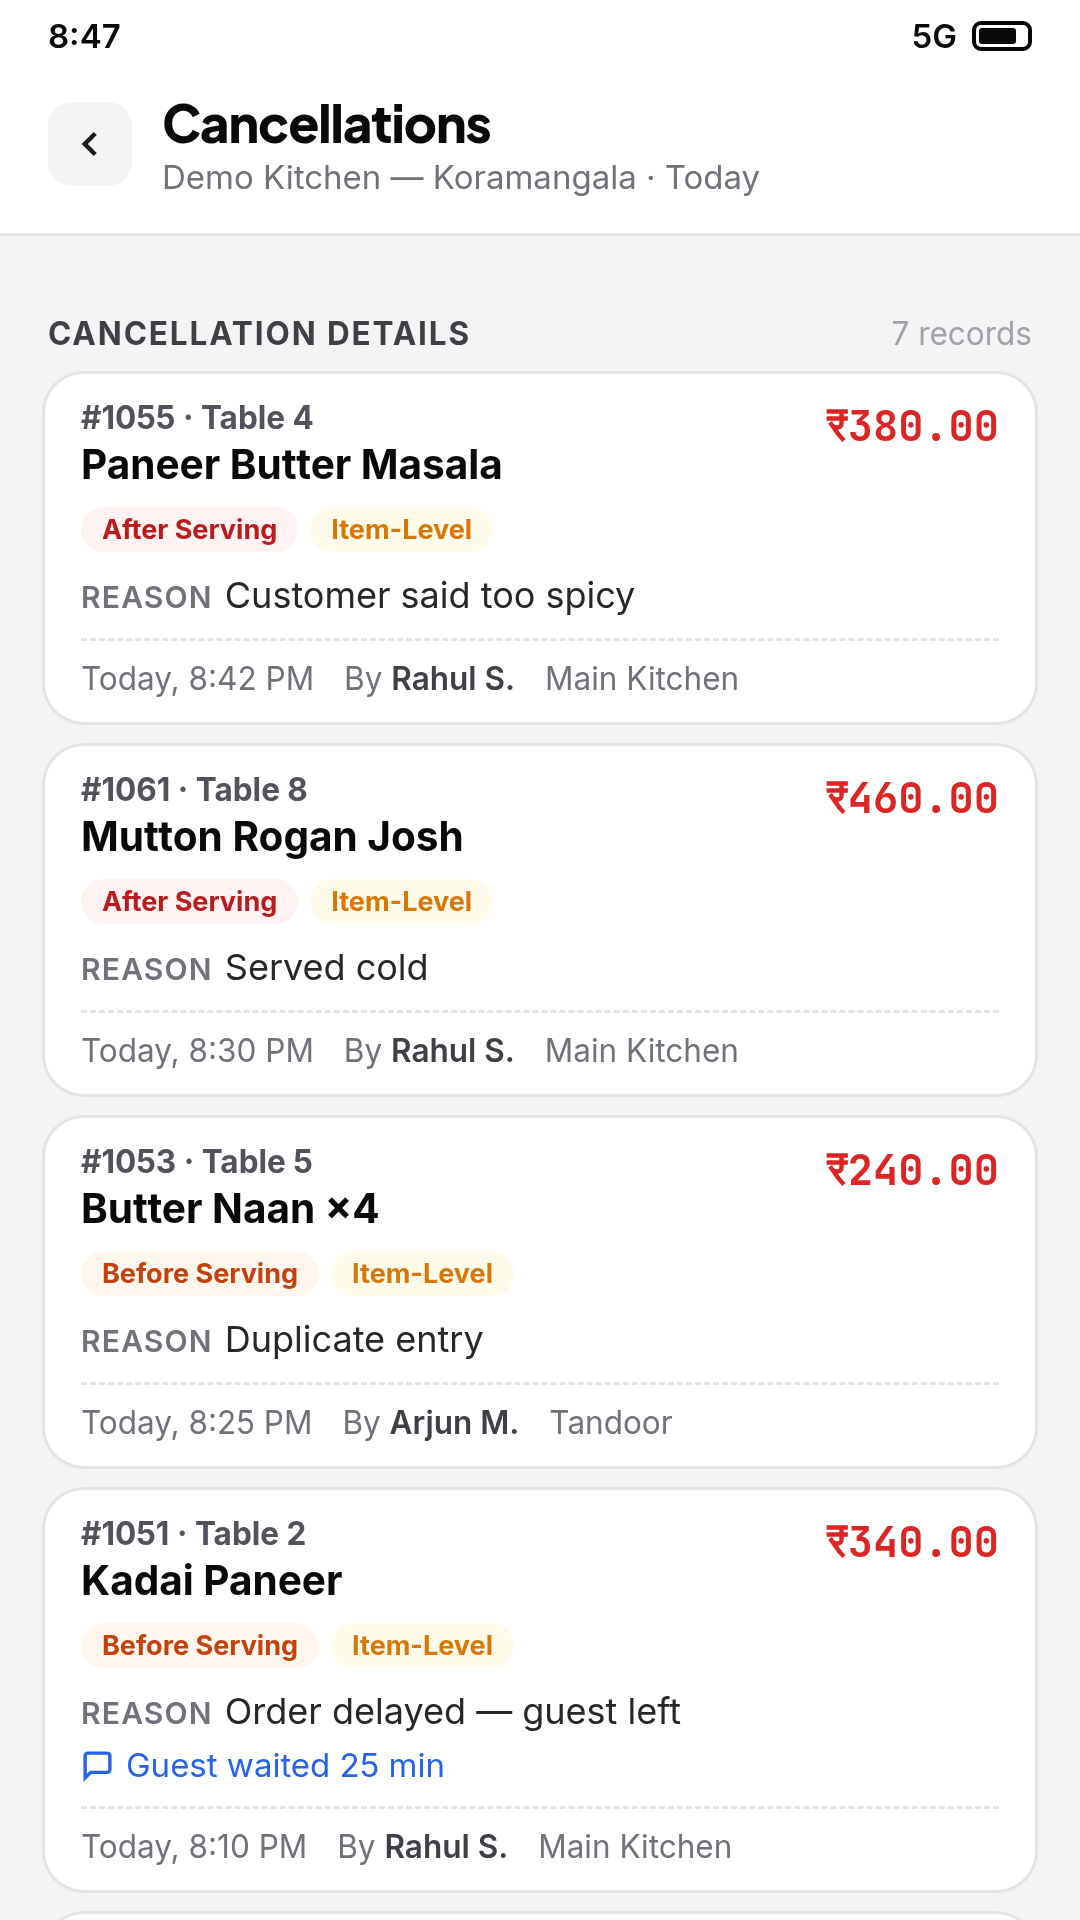 8:47
5G
Cancellations
Demo Kitchen — Koramangala · Today
CANCELLATION DETAILS
7 records
#1055 · Table 4
₹380.00
Paneer Butter Masala
After Serving
Item-Level
REASON Customer said too spicy
Today, 8:42 PM By Rahul S. Main Kitchen
#1061 · Table 8
₹460.00
Mutton Rogan Josh
After Serving
Item-Level
REASON Served cold
Today, 8:30 PM By Rahul S. Main Kitchen
#1053 · Table 5
₹240.00
Butter Naan ×4
Before Serving
Item-Level
REASON Duplicate entry
Today, 8:25 PM By Arjun M. Tandoor
#1051 · Table 2
₹340.00
Kadai Paneer
Before Serving
Item-Level
REASON Order delayed — guest left
Guest waited 25 min
Today, 8:10 PM By Rahul S. Main Kitchen